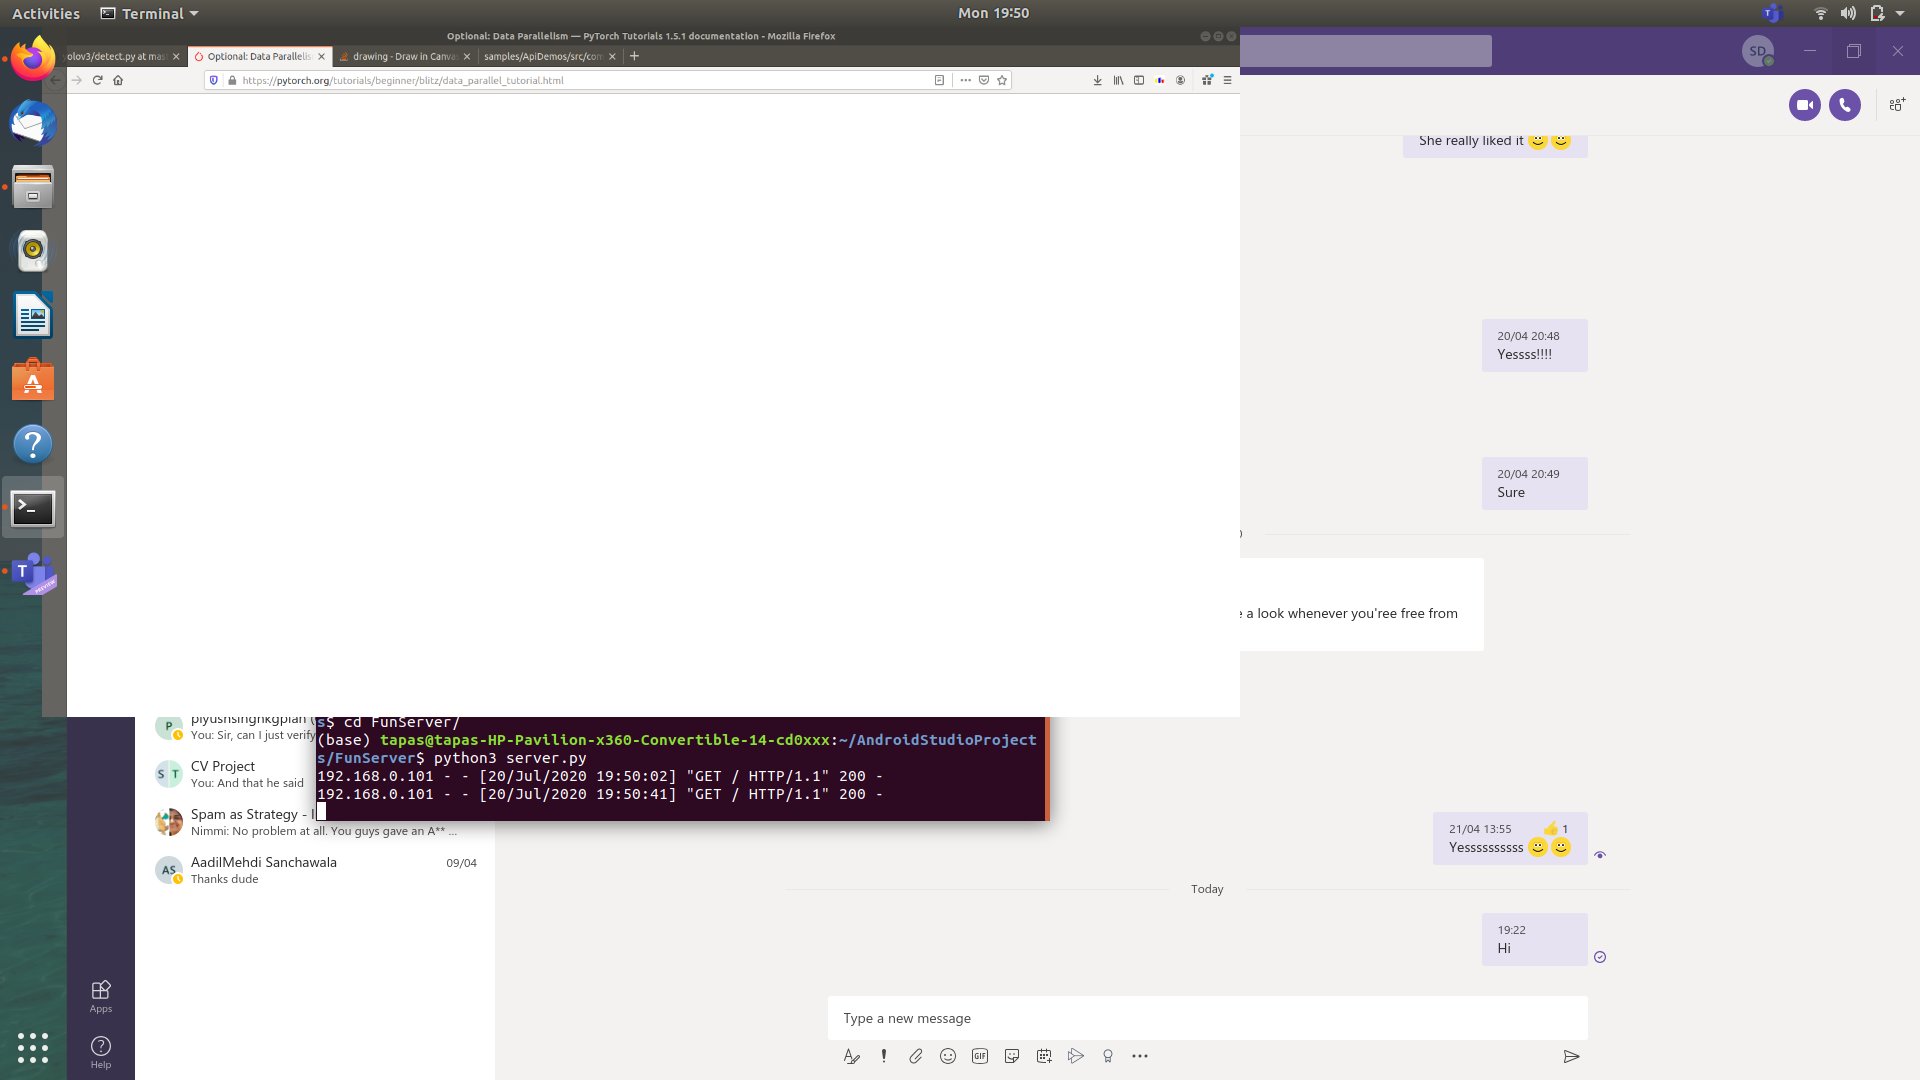 Activities
Terminal
Mon 19:50
Optional: Data Parallelism — PyTorch Tutorials 1.5.1 documentation - Mozilla Firefox
olov3/detect.py at mas
Optional: Data Parallelis
drawing - Draw in Canva
samples/ApiDemos/src/com
https://pytorch.org/tutorials/beginner/blitz/data_parallel_tutorial.html
SD
She really liked it
20/04 20:48
Yessss!!!!
20/04 20:49
Sure
a look whenever you'ree free from
s$ cd FunServer/
(base) tapas@tapas-HP-Pavilion-x360-Convertible-14-cd0xxx:~/AndroidStudioProject
s/FunServer$ python3 server.py
192.168.0.101 - - [20/Jul/2020 19:50:02] "GET / HTTP/1.1" 200 -
192.168.0.101 - - [20/Jul/2020 19:50:41] "GET / HTTP/1.1" 200 -
P
piyushsinghkgpian (
You: Sir, can I just verify
S T
CV Project
You: And that he said
Spam as Strategy - I
Nimmi: No problem at all. You guys gave an A** ...
AS
AadilMehdi Sanchawala
09/04
Thanks dude
21/04 13:55
1
Yessssssssss
Today
19:22
Hi
Type a new message
GIF
Apps
Help